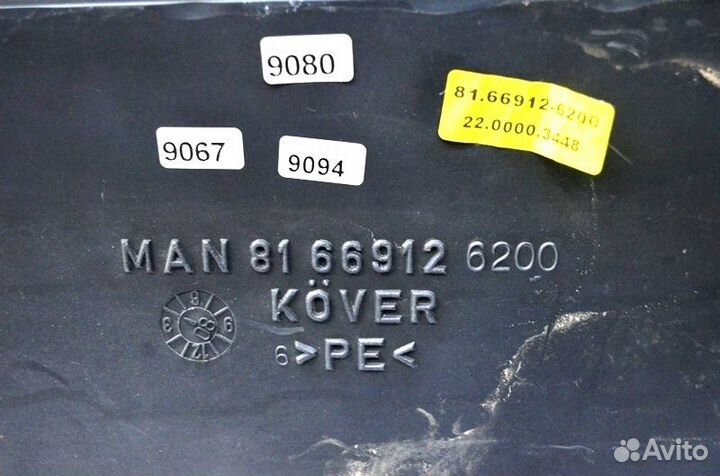 9080
81.66912-6200
22.0000.3448
9067
9094
MAN 81 66912 6200
KÖVER
6 >PE<
Avito